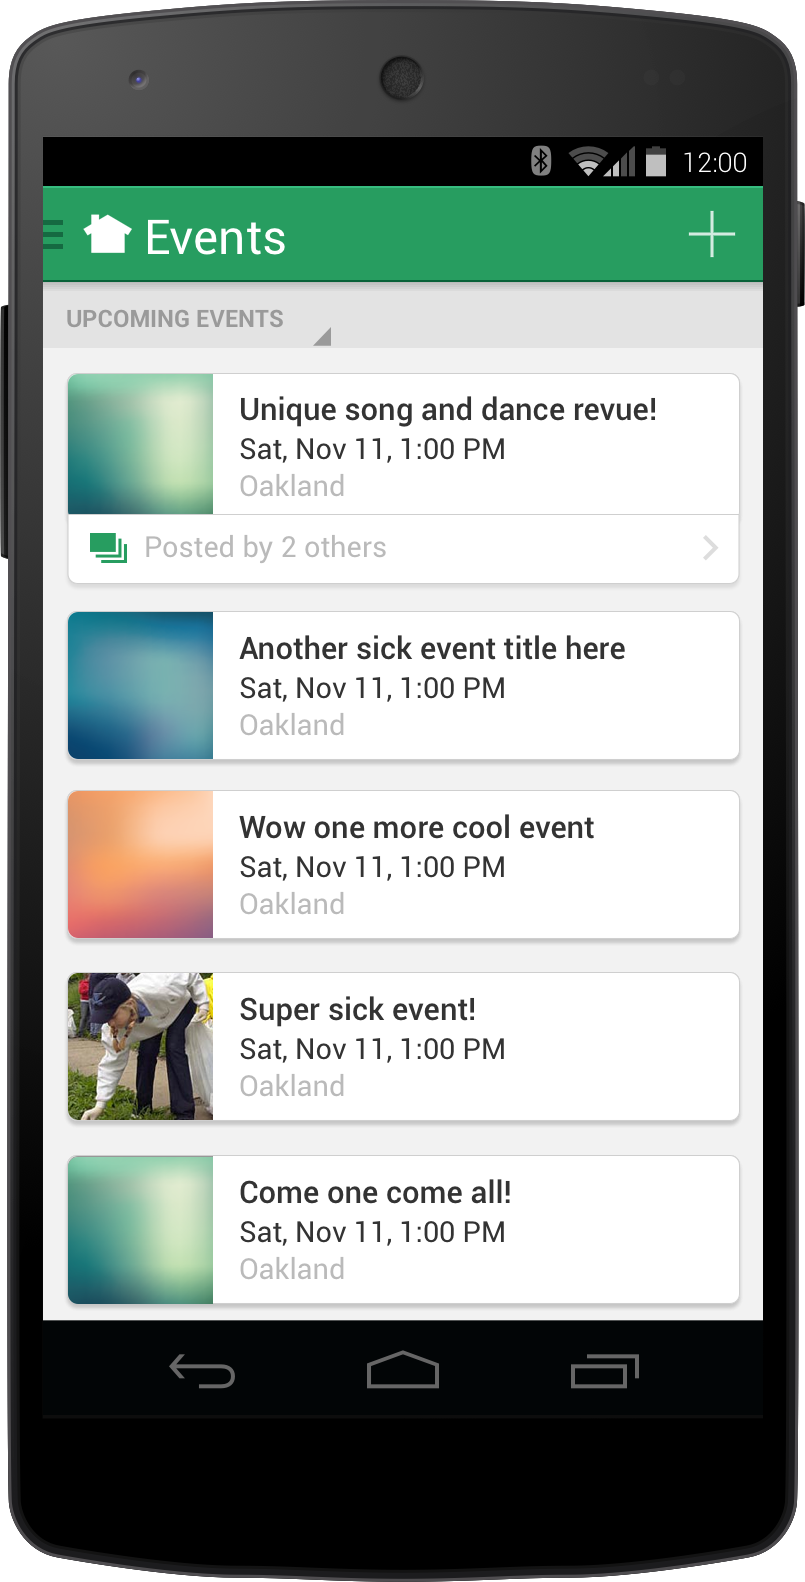 12:00
Events
UPCOMING EVENTS
Unique song and dance revue!
Sat, Nov 11, 1:00 PM
Oakland
Posted by 2 others
Another sick event title here
Sat, Nov 11, 1:00 PM
Oakland
Wow one more cool event
Sat, Nov 11, 1:00 PM
Oakland
Super sick event!
Sat, Nov 11, 1:00 PM
Oakland
Come one come all!
Sat, Nov 11, 1:00 PM
Oakland